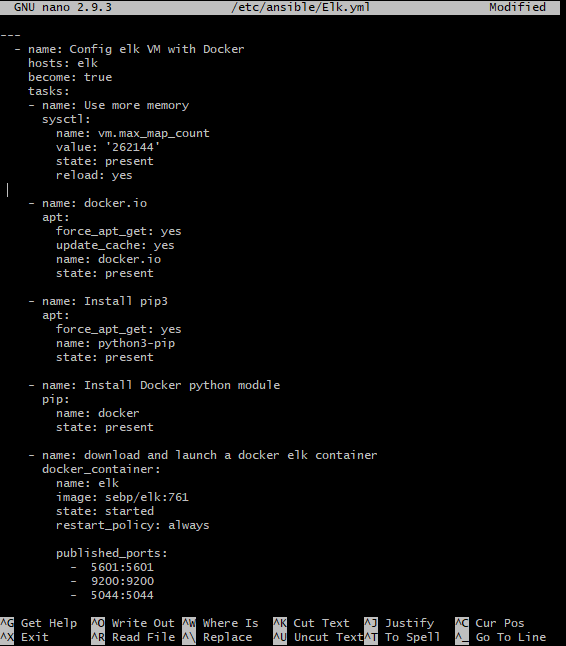 GNU nano 2.9.3 /etc/ansible/Elk.yml Modified
---
- name: Config elk VM with Docker
hosts: elk
become: true
tasks:
- name: Use more memory
sysctl:
name: vm.max_map_count
value: '262144'
state: present
reload: yes
- name: docker.io
apt:
force_apt_get: yes
update_cache: yes
name: docker.io
state: present
- name: Install pip3
apt:
force_apt_get: yes
name: python3-pip
state: present
- name: Install Docker python module
pip:
name: docker
state: present
- name: download and launch a docker elk container
docker_container:
name: elk
image: sebp/elk:761
state: started
restart_policy: always
published_ports:
- 5601:5601
- 9200:9200
- 5044:5044
^G Get Help ^O Write Out ^W Where Is ^K Cut Text ^J Justify ^C Cur Pos
^X Exit ^R Read File ^\ Replace ^U Uncut Text ^T To Spell ^_ Go To Line